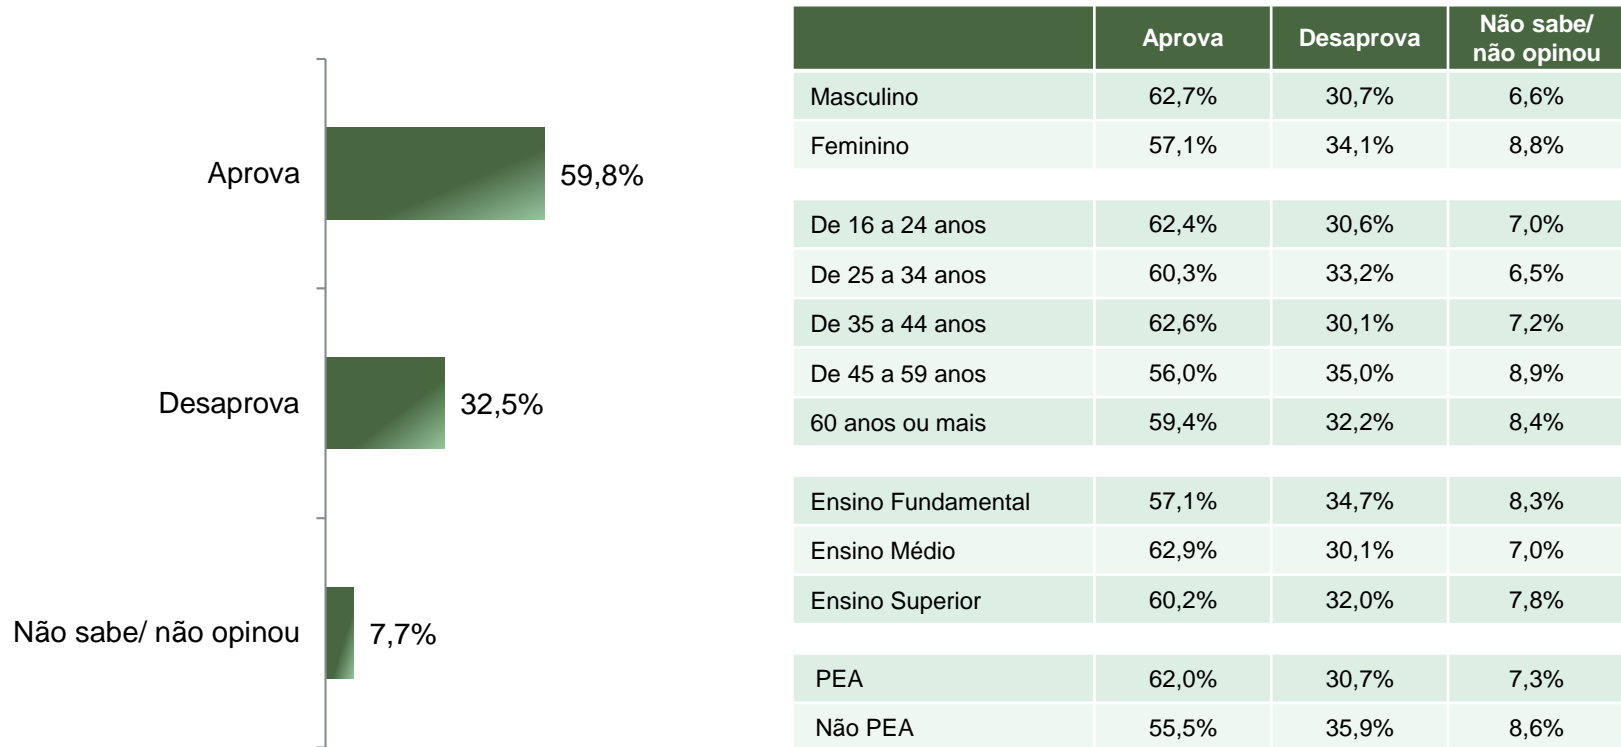 Aprova
59,8%
Desaprova
32,5%
Não sabe/ não opinou
7,7%
Aprova Desaprova Não sabe/
não opinou
Masculino 62,7% 30,7% 6,6%
Feminino 57,1% 34,1% 8,8%
De 16 a 24 anos 62,4% 30,6% 7,0%
De 25 a 34 anos 60,3% 33,2% 6,5%
De 35 a 44 anos 62,6% 30,1% 7,2%
De 45 a 59 anos 56,0% 35,0% 8,9%
60 anos ou mais 59,4% 32,2% 8,4%
Ensino Fundamental 57,1% 34,7% 8,3%
Ensino Médio 62,9% 30,1% 7,0%
Ensino Superior 60,2% 32,0% 7,8%
PEA 62,0% 30,7% 7,3%
Não PEA 55,5% 35,9% 8,6%